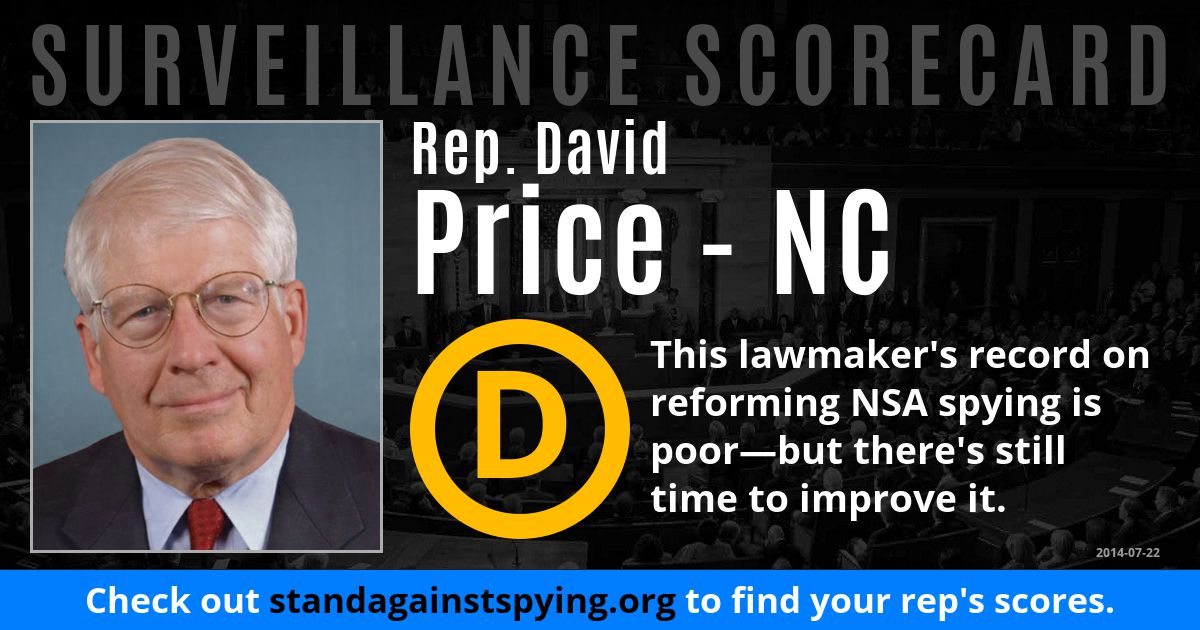 SURVEILLANCE SCORECARD
Rep. David
Price - NC
D
This lawmaker's record on
reforming NSA spying is
poor—but there's still
time to improve it.
2014-07-22
Check out standagainstspying.org to find your rep's scores.